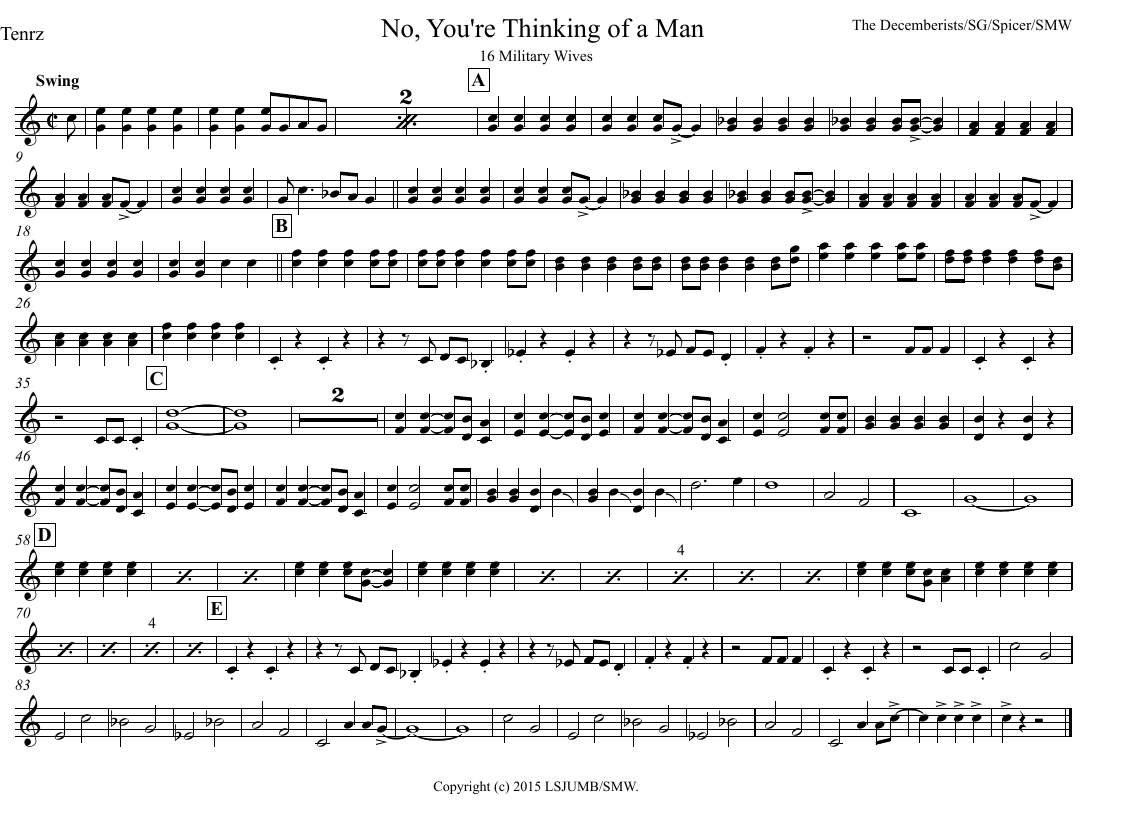 Tenrz
No, You're Thinking of a Man
The Decemberists/SG/Spicer/SMW
16 Military Wives
Swing
2
A
9
18
B
26
35
C
2
46
58
D
4
70
4
E
83
Copyright (c) 2015 LSJUMB/SMW.